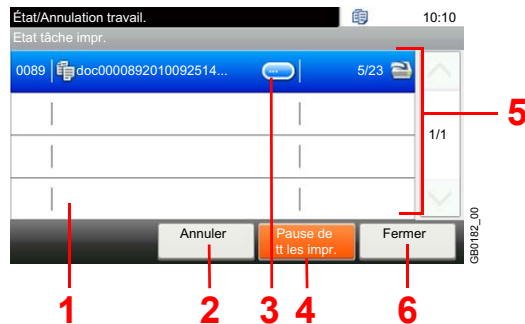 État/Annulation travail.
10:10
Etat tâche impr.
0089 doc0000892010092514... ... 5/23
1/1
Annuler
Pause de
tt les impr.
Fermer
GB0182_00
5
1 2 3 4 6